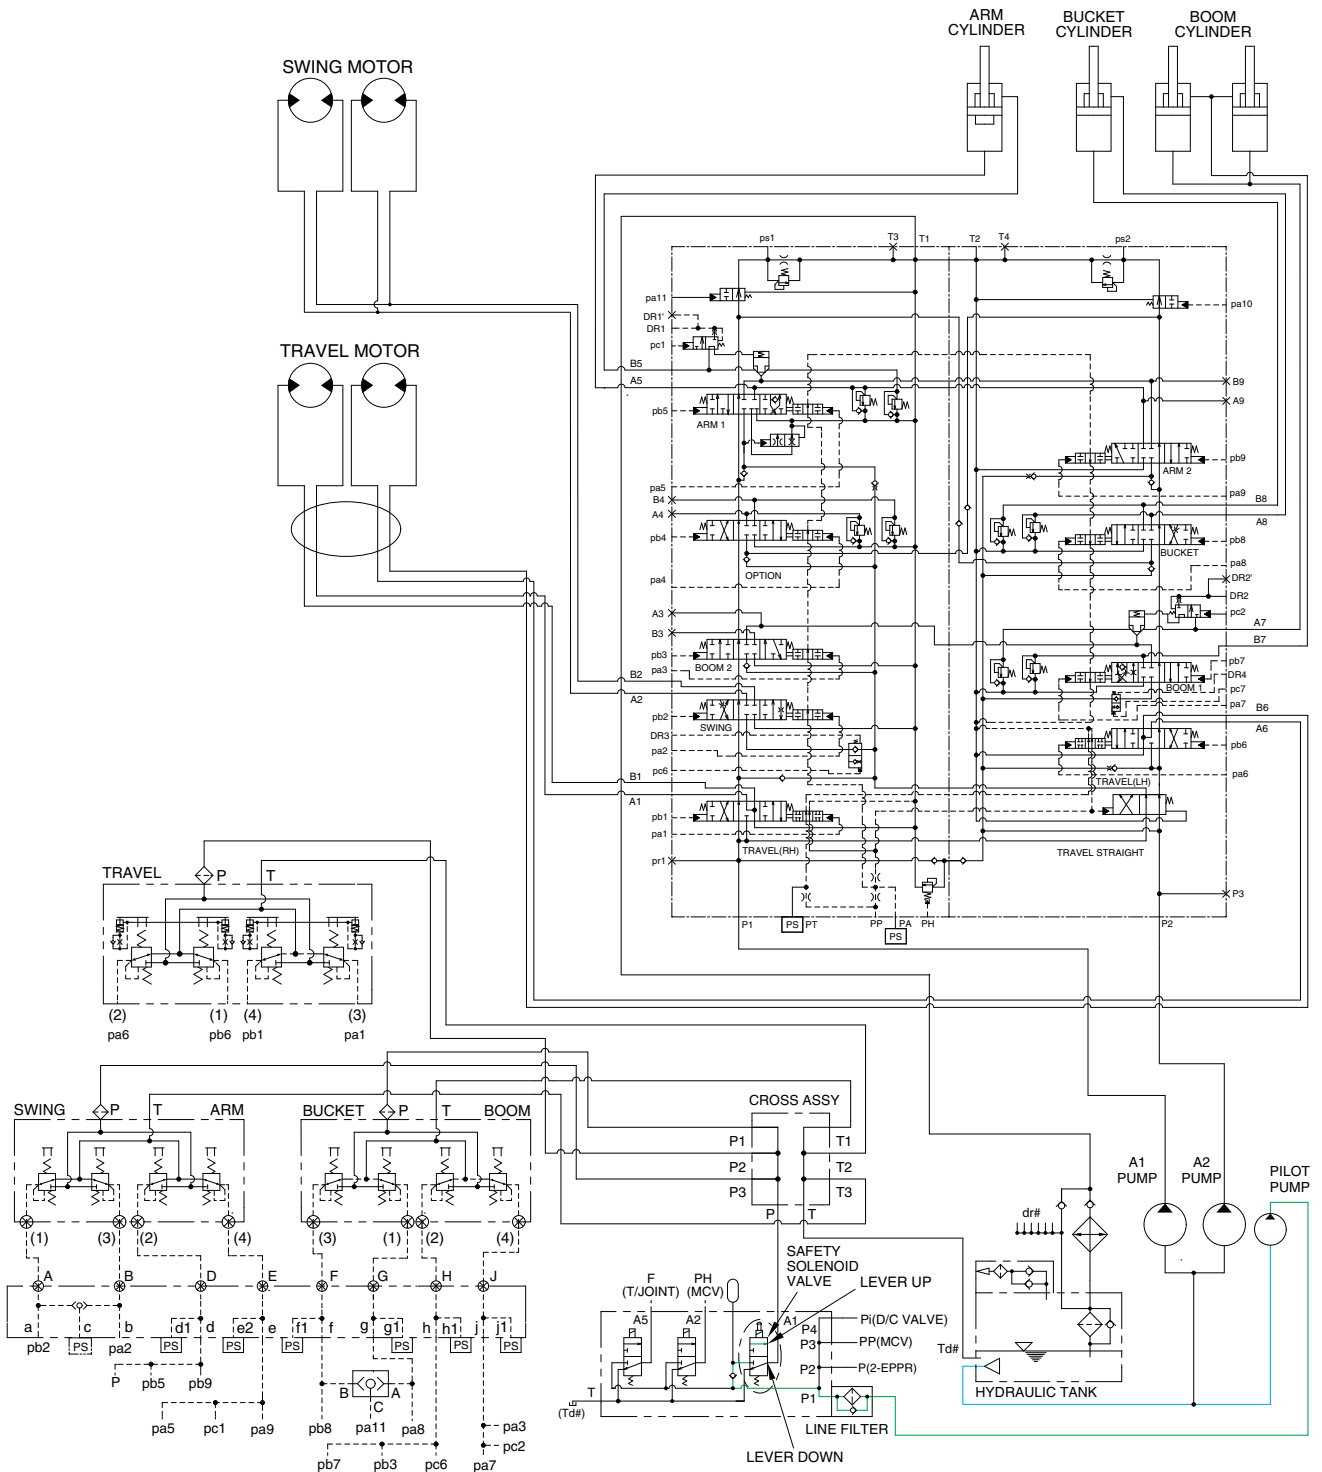 ARM
CYLINDER
BUCKET
CYLINDER
BOOM
CYLINDER
SWING MOTOR
TRAVEL MOTOR
ps1
T3
T1
T2
T4
ps2
pa11
pa10
DR1'
DR1
pc1
B5
A5
B9
A9
pb5
ARM 1
pb9
ARM 2
pa5
pa9
B4
B8
A4
A8
pb4
pb8
BUCKET
OPTION
pa4
pa8
DR2'
DR2
A3
pc2
B3
A7
B7
pb3
BOOM 2
pa3
pb7
DR4
BOOM 1
pc7
B2
pa7
A2
B6
pb2
SWING
A6
DR3
pa2
pb6
pc6
pa6
B1
TRAVEL(LH)
A1
pb1
pa1
TRAVEL(RH)
TRAVEL STRAIGHT
pr1
P3
P1
PS
PT
PP
PA
PH
PS
P2
TRAVEL
P
T
(2)
(1)
(4)
(3)
pa6
pb6
pb1
pa1
SWING
P
T
ARM
BUCKET
P
T
BOOM
(1)
(3)
(2)
(4)
(3)
(1)
(2)
(4)
A
B
D
E
F
G
H
J
a
c
b
d1
d
e2
e
f1
f
g
g1
h
h1
j
j1
pb2
PS
pa2
PS
PS
PS
PS
PS
PS
P
pb5
pb9
B
A
C
pa5
pc1
pa9
pb8
pa11
pa8
pa3
pc2
pb7
pb3
pc6
pa7
CROSS ASSY
P1
T1
P2
T2
P3
T3
P
T
SAFETY
SOLENOID
VALVE
LEVER UP
F
(T/JOINT)
PH
(MCV)
A5
A2
A1
P4
Pi(D/C VALVE)
P3
PP(MCV)
P2
P(2-EPPR)
P1
T
(Td#)
LINE FILTER
LEVER DOWN
A1
PUMP
A2
PUMP
PILOT
PUMP
dr#
Td#
HYDRAULIC TANK